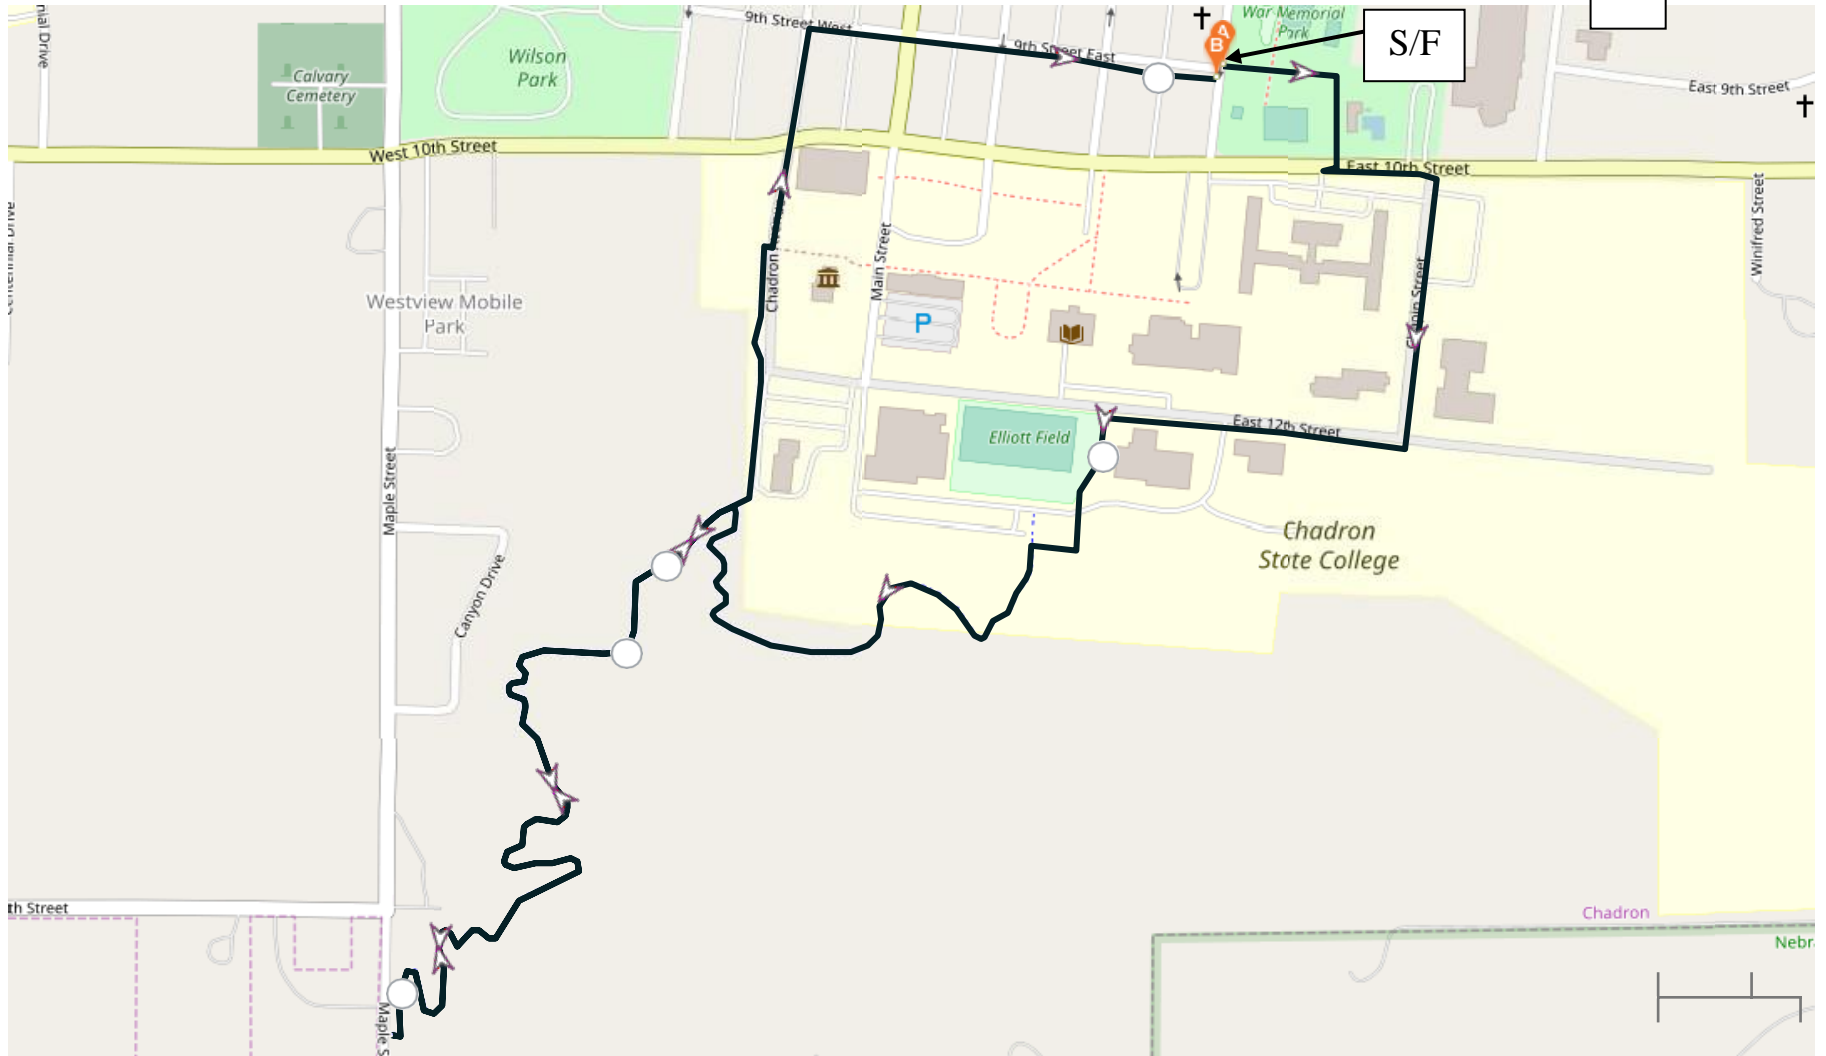 9th Street West
War Memorial
Park
S/F
A
B
9th Street East
Wilson
Park
Calvary
Cemetery
East 9th Street
West 10th Street
East 10th Street
Winifred Street
Main Street
Westview Mobile
Park
P
Elliott Field
East 12th Street
Maple Street
Chadron
State College
Canyon Drive
th Street
Chadron
Nebr
Maple S